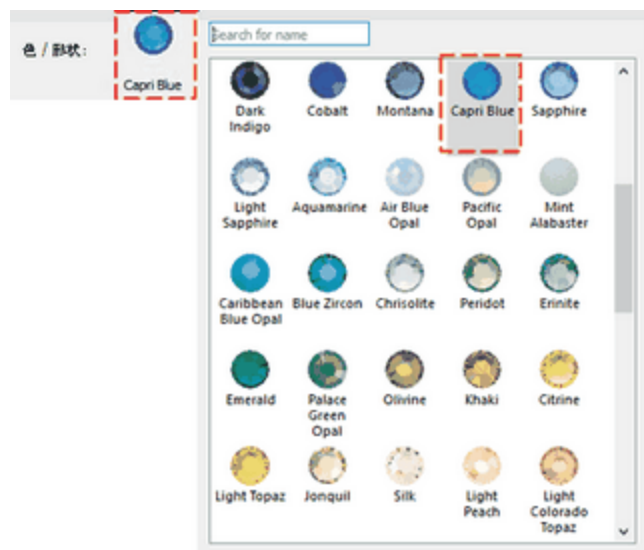 色 / 形状:
Capri Blue
Search for name
Dark Indigo
Cobalt
Montana
Capri Blue
Sapphire
Light Sapphire
Aquamarine
Air Blue Opal
Pacific Opal
Mint Alabaster
Caribbean Blue Opal
Blue Zircon
Chrisolite
Peridot
Erinite
Emerald
Palace Green Opal
Olivine
Khaki
Citrine
Light Topaz
Jonquil
Silk
Light Peach
Light Colorado Topaz